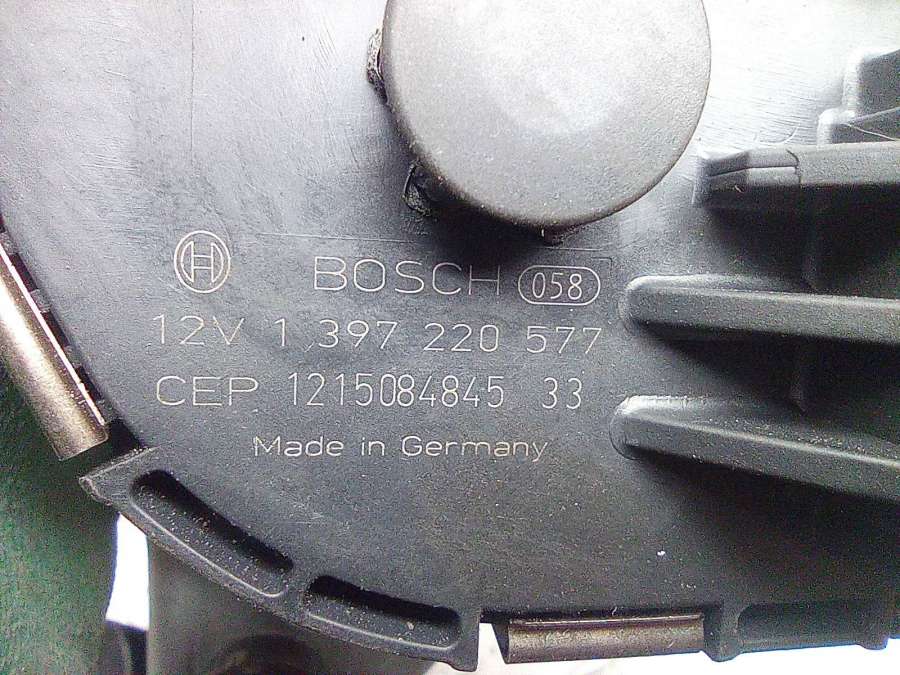 BOSCH 058
12V 1 397 220 577
CEP 1215084845 33
Made in Germany